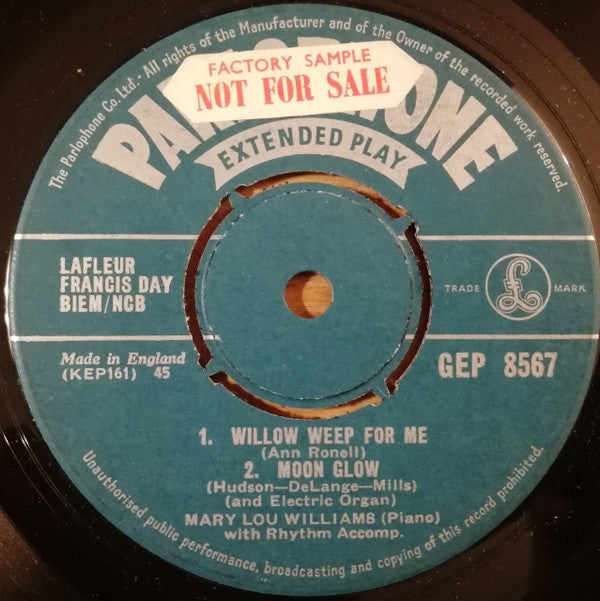 The Parlophone Co. Ltd. · All rights of the Manufacturer and of the Owner of the recorded work reserved.
FACTORY SAMPLE
NOT FOR SALE
EXTENDED PLAY
LAFLEUR
FRANCIS DAY
BIEM/NCB
TRADE £ MARK
Made in England
(KEP161) 45
GEP 8567
1. WILLOW WEEP FOR ME
(Ann Ronell)
2. MOON GLOW
(Hudson—DeLange—Mills)
(and Electric Organ)
MARY LOU WILLIAMS (Piano)
with Rhythm Accomp.
Unauthorised public performance, broadcasting and copying of this record prohibited.